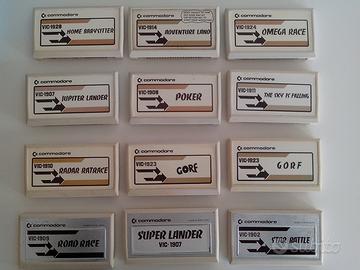 commodore
VIC-1928
HOME BABYSITTER
commodore
VIC-1914
ADVENTURE LAND
commodore
VIC-1924
OMEGA RACE
commodore
VIC-1907
JUPITER LANDER
commodore
VIC-1908
POKER
commodore
VIC-1911
THE SKY IS FALLING
commodore
VIC-1910
RADAR RATRACE
commodore
VIC-1923
GORF
commodore
VIC-1923
GORF
commodore
VIC-1909
ROAD RACE
commodore
SUPER LANDER
VIC-1907
commodore
VIC-1902
STAR BATTLE
subito